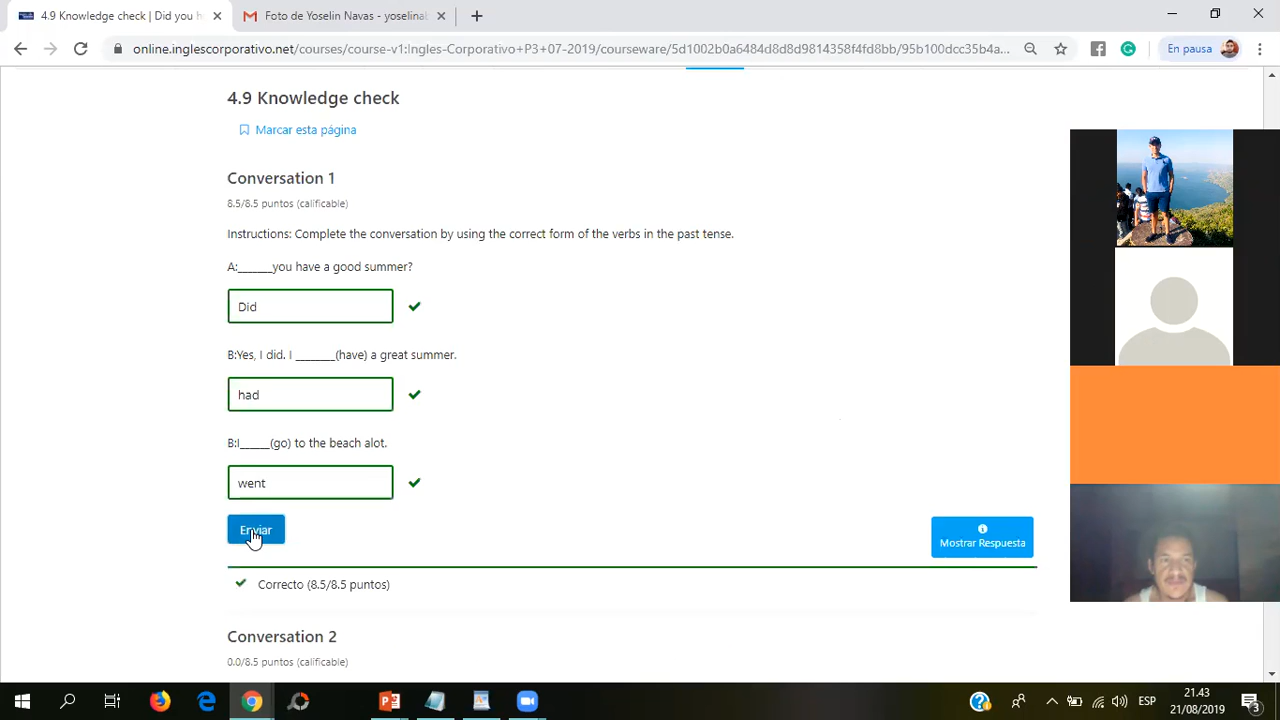 4.9 Knowledge check | Did you h
Foto de Yoselin Navas - yoselinab
online.inglescorporativo.net/courses/course-v1:Ingles-Corporativo+P3+07-2019/courseware/5d1002b0a6484d8d8d9814358f4fd8bb/95b100dcc35b4a...
En pausa
4.9 Knowledge check
Marcar esta página
Conversation 1
8.5/8.5 puntos (calificable)
Instructions: Complete the conversation by using the correct form of the verbs in the past tense.
A:______you have a good summer?
Did
B:Yes, I did. I ________(have) a great summer.
had
B:I______(go) to the beach alot.
went
Enviar
Mostrar Respuesta
Correcto (8.5/8.5 puntos)
Conversation 2
0.0/8.5 puntos (calificable)
ESP
21.43
21/08/2019
3